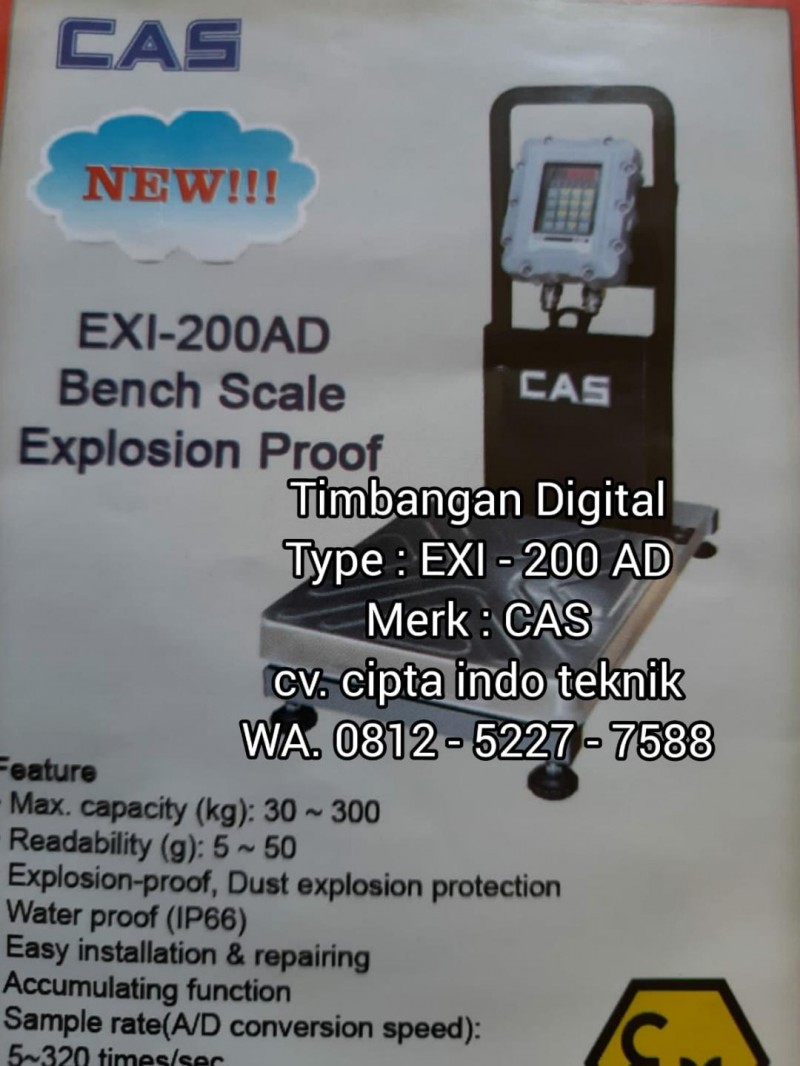 CAS
NEW!!!
EXI-200AD
Bench Scale
Explosion Proof
CAS
Timbangan Digital
Type : EXI - 200 AD
Merk : CAS
cv. cipta indo teknik
WA. 0812 - 5227 - 7588
Feature
Max. capacity (kg): 30 ~ 300
Readability (g): 5 ~ 50
Explosion-proof, Dust explosion protection
Water proof (IP66)
Easy installation & repairing
Accumulating function
Sample rate(A/D conversion speed):
5~320 times/sec